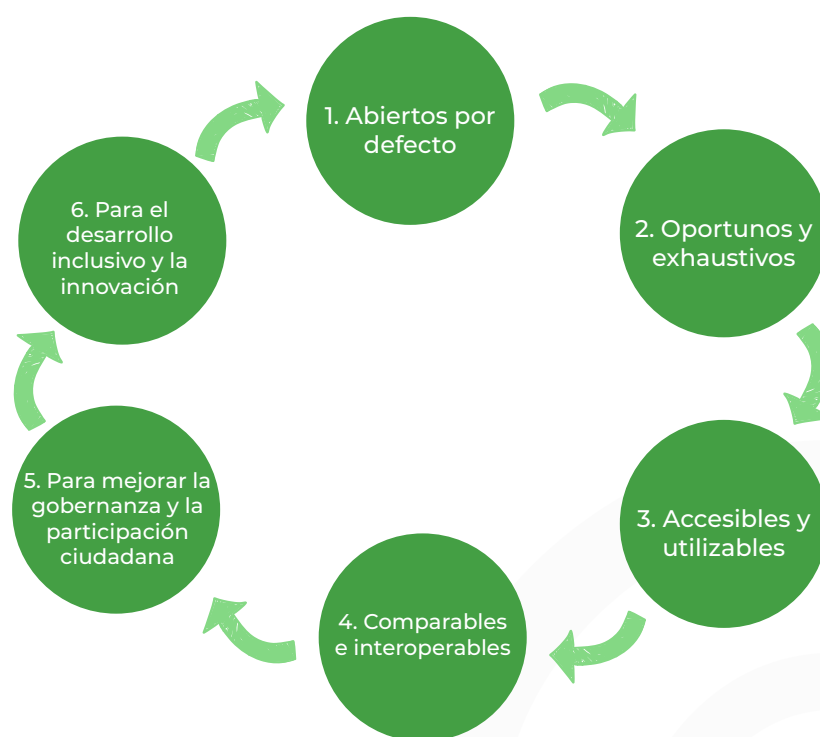 1. Abiertos por
defecto
2. Oportunos y
exhaustivos
3. Accesibles y
utilizables
4. Comparables
e interoperables
5. Para mejorar la
gobernanza y la
participación
ciudadana
6. Para el
desarrollo
inclusivo y la
innovación